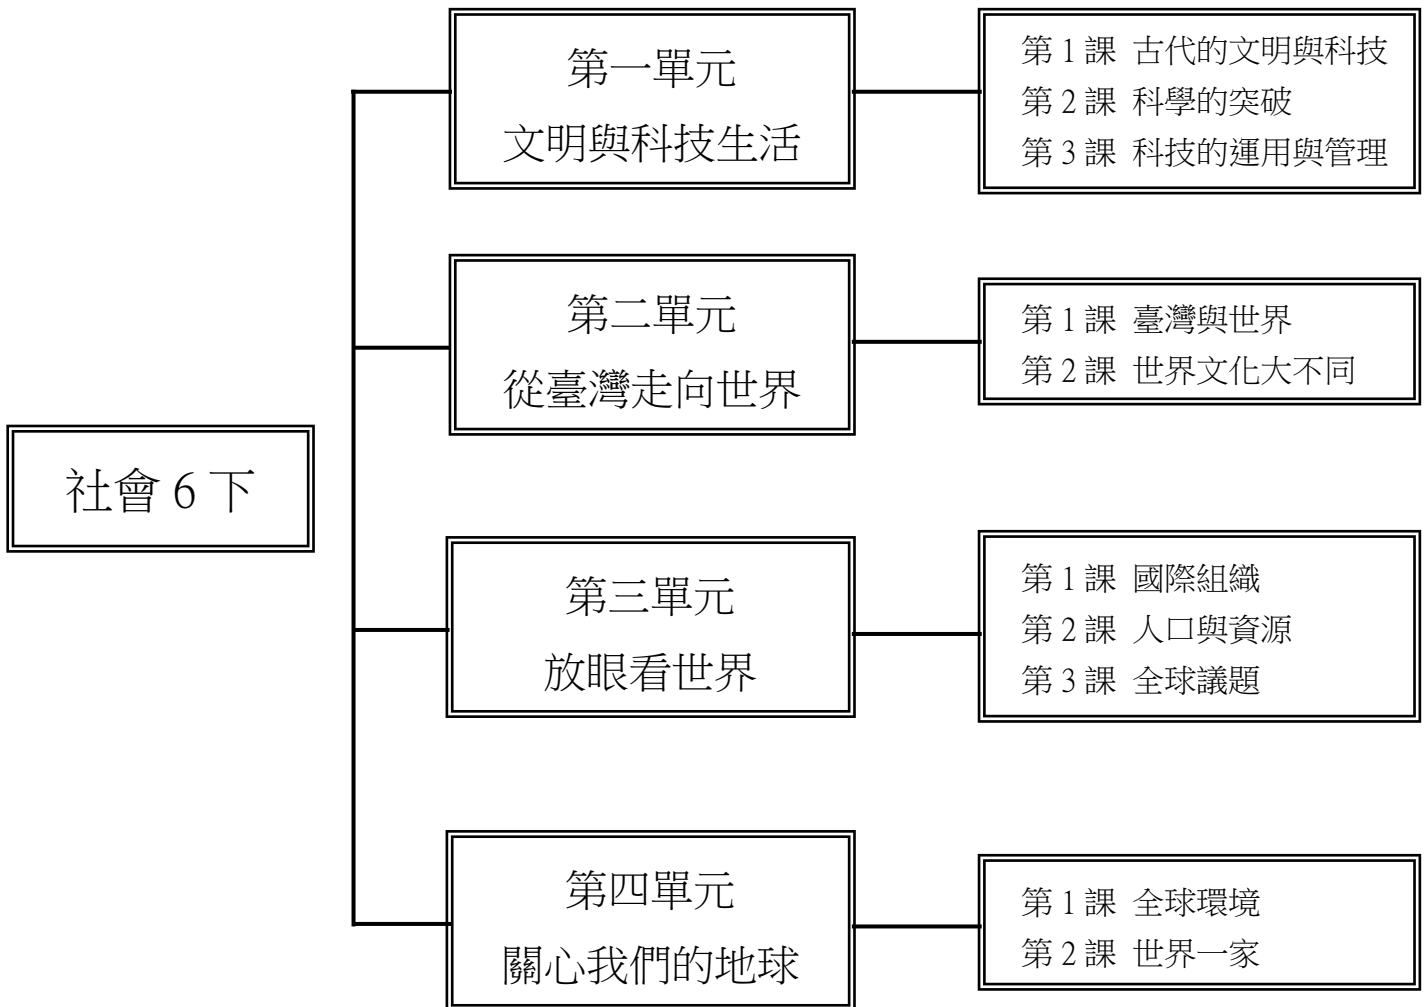 社會 6 下
第一單元
文明與科技生活
第 1 課 古代的文明與科技
第 2 課 科學的突破
第 3 課 科技的運用與管理
第二單元
從臺灣走向世界
第 1 課 臺灣與世界
第 2 課 世界文化大不同
第三單元
放眼看世界
第 1 課 國際組織
第 2 課 人口與資源
第 3 課 全球議題
第四單元
關心我們的地球
第 1 課 全球環境
第 2 課 世界一家